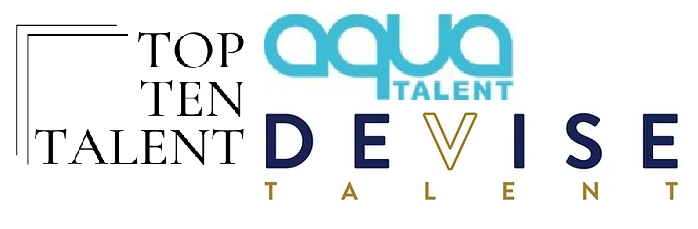 TOP
TEN
TALENT
aqua
TALENT
DEVISE
TALENT